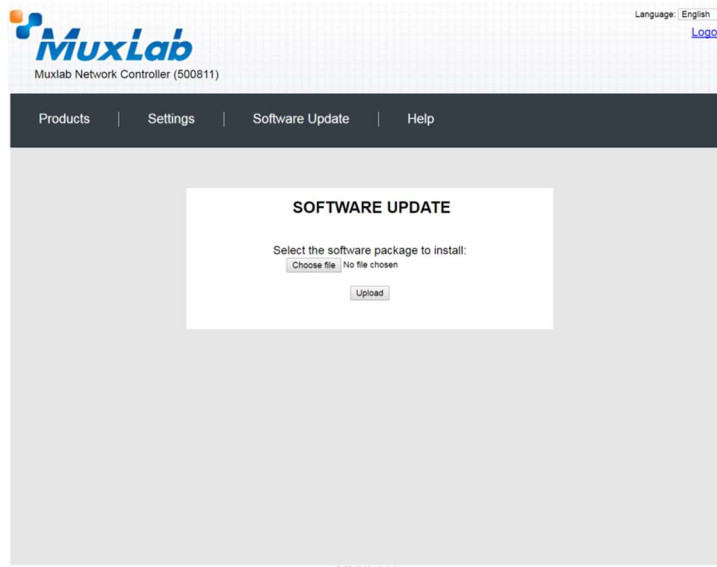 Language: English
Logo
MuxLab
Muxlab Network Controller (500811)
Products | Settings | Software Update | Help
SOFTWARE UPDATE
Select the software package to install:
Choose file No file chosen
Upload